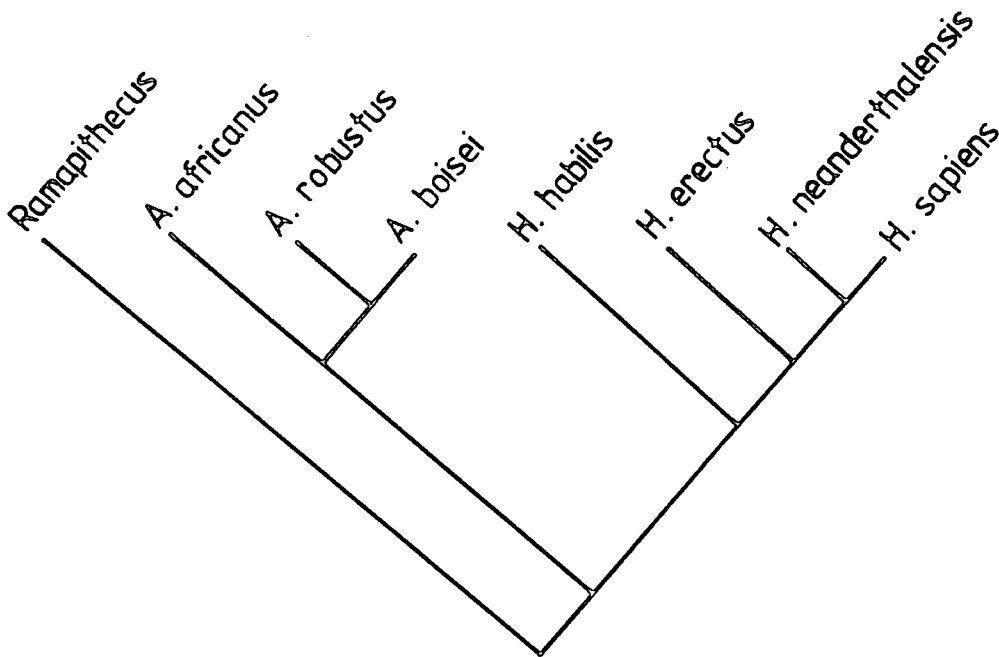 Ramapithecus
A. africanus
A. robustus
A. boisei
H. habilis
H. erectus
H. neanderthalensis
H. sapiens